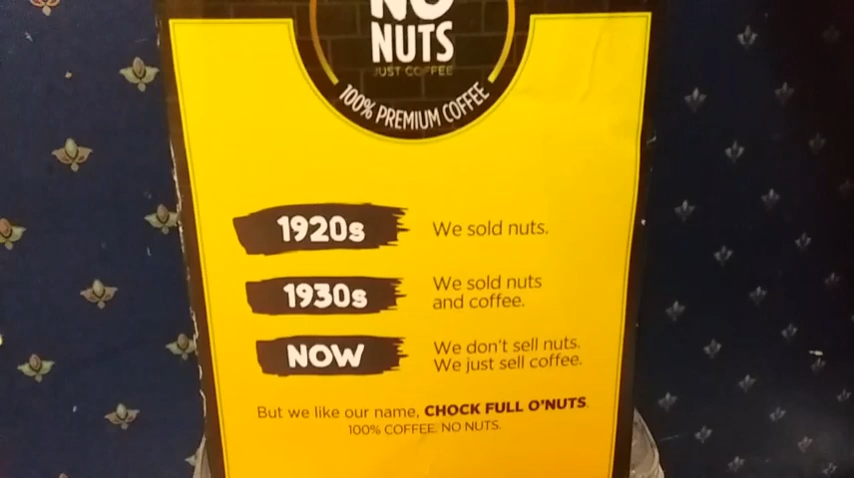 NO
NUTS
JUST COFFEE
100% PREMIUM COFFEE
1920s
We sold nuts.
1930s
We sold nuts
and coffee.
NOW
We don't sell nuts.
We just sell coffee.
But we like our name, CHOCK FULL O'NUTS.
100% COFFEE. NO NUTS.